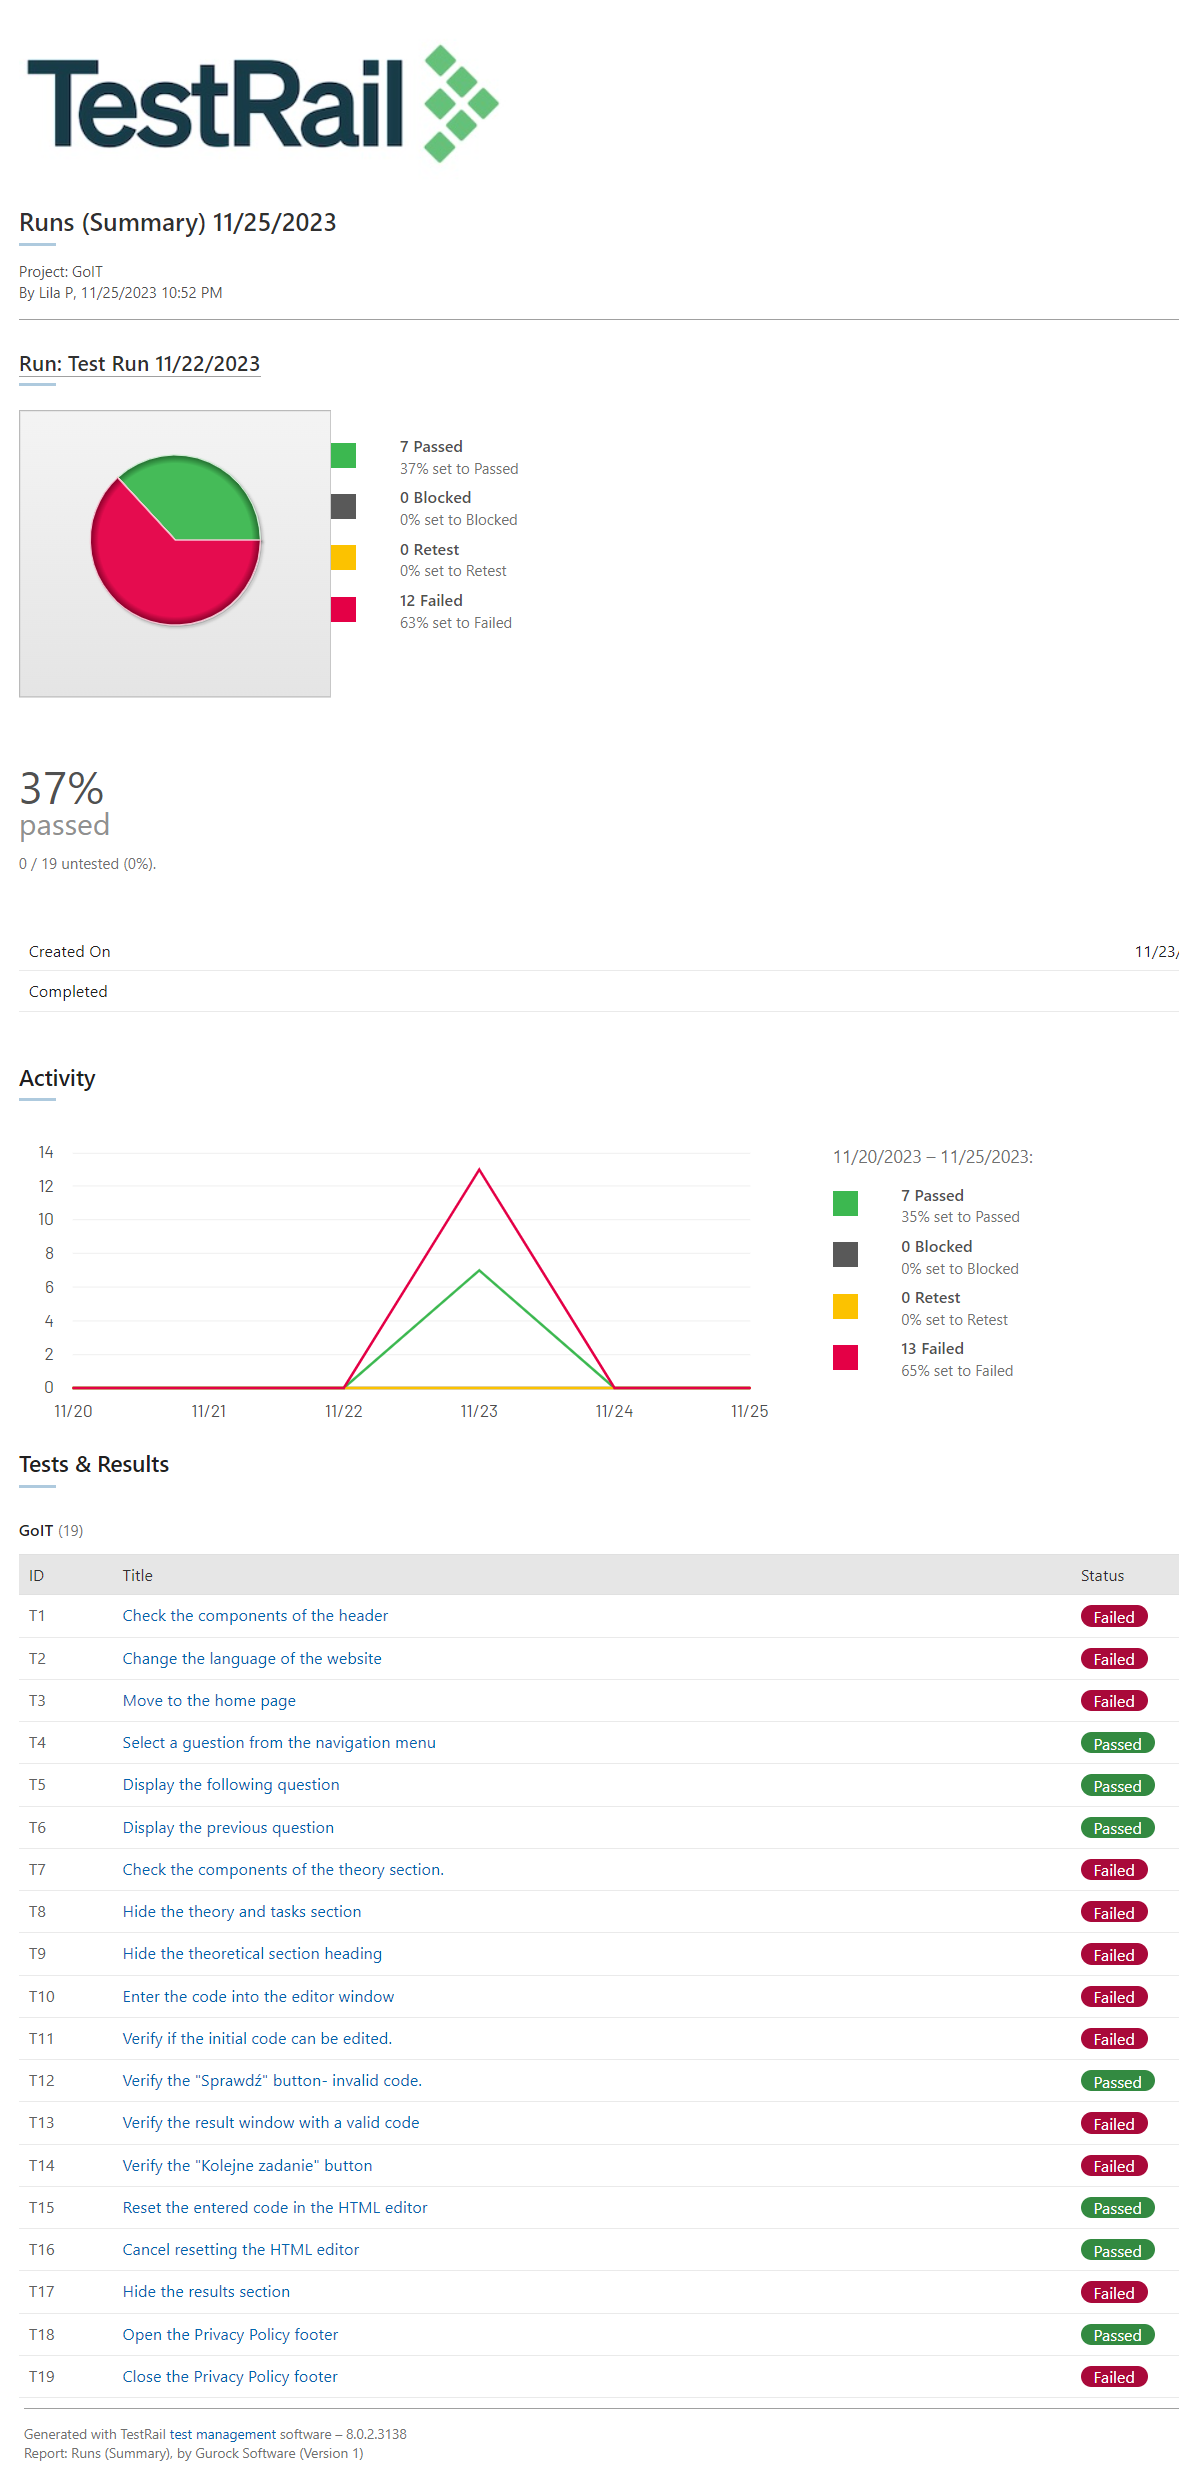 TestRail
Runs (Summary) 11/25/2023
Project: GoIT
By Lila P, 11/25/2023 10:52 PM
Run: Test Run 11/22/2023
7 Passed
37% set to Passed
0 Blocked
0% set to Blocked
0 Retest
0% set to Retest
12 Failed
63% set to Failed
37%
passed
0 / 19 untested (0%).
Created On 11/23/
Completed
Activity
14
12
10
8
6
4
2
0
11/20 11/21 11/22 11/23 11/24 11/25
11/20/2023 – 11/25/2023:
7 Passed
35% set to Passed
0 Blocked
0% set to Blocked
0 Retest
0% set to Retest
13 Failed
65% set to Failed
Tests & Results
GoIT (19)
ID Title Status
T1 Check the components of the header Failed
T2 Change the language of the website Failed
T3 Move to the home page Failed
T4 Select a guestion from the navigation menu Passed
T5 Display the following question Passed
T6 Display the previous question Passed
T7 Check the components of the theory section. Failed
T8 Hide the theory and tasks section Failed
T9 Hide the theoretical section heading Failed
T10 Enter the code into the editor window Failed
T11 Verify if the initial code can be edited. Failed
T12 Verify the "Sprawdź" button- invalid code. Passed
T13 Verify the result window with a valid code Failed
T14 Verify the "Kolejne zadanie" button Failed
T15 Reset the entered code in the HTML editor Passed
T16 Cancel resetting the HTML editor Passed
T17 Hide the results section Failed
T18 Open the Privacy Policy footer Passed
T19 Close the Privacy Policy footer Failed
Generated with TestRail test management software – 8.0.2.3138
Report: Runs (Summary), by Gurock Software (Version 1)